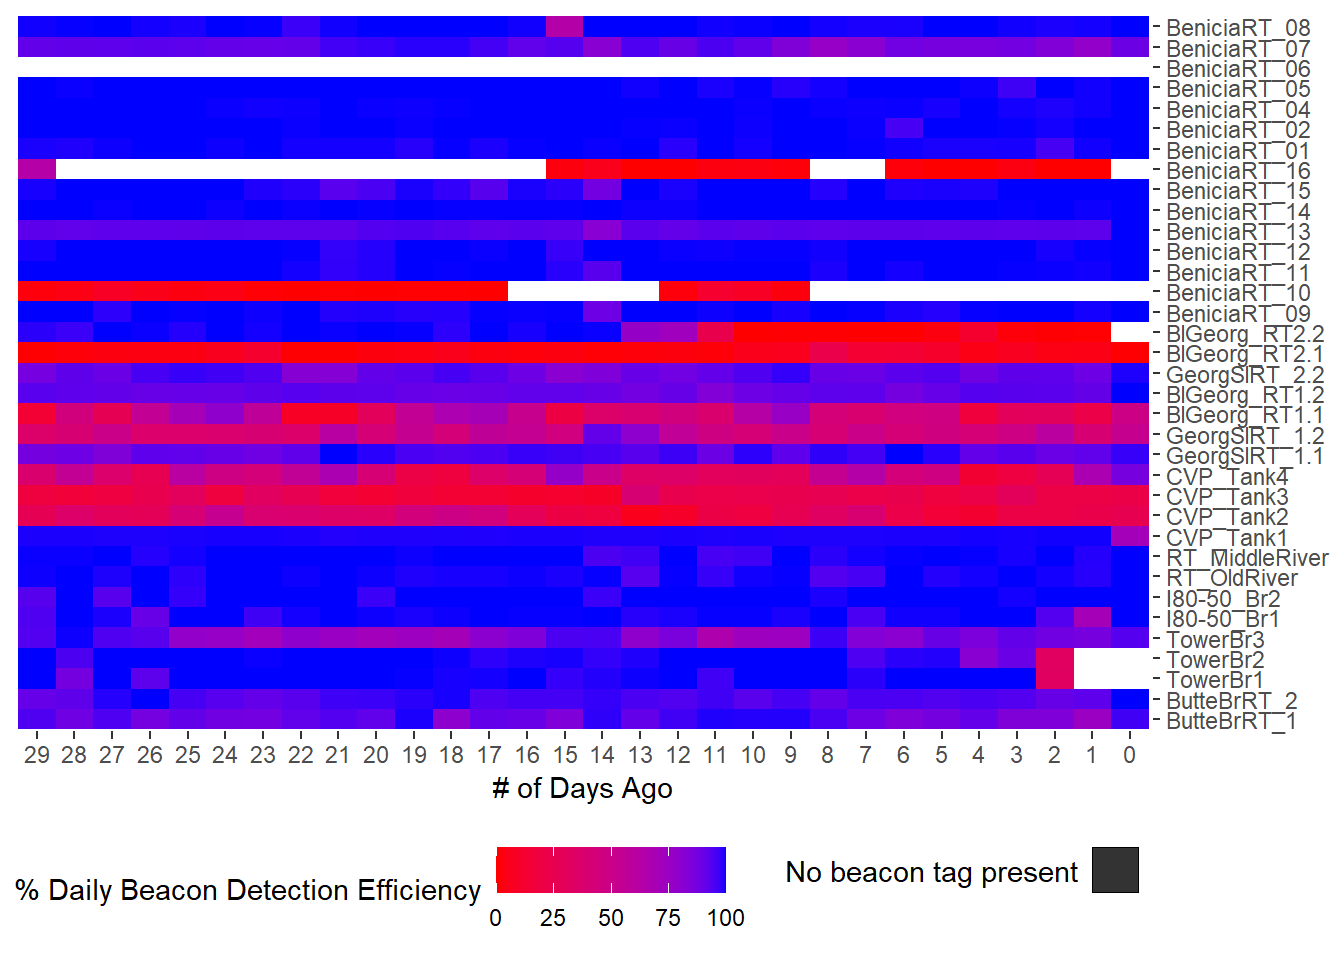 BeniciaRT_08
BeniciaRT_07
BeniciaRT_06
BeniciaRT_05
BeniciaRT_04
BeniciaRT_02
BeniciaRT_01
BeniciaRT_16
BeniciaRT_15
BeniciaRT_14
BeniciaRT_13
BeniciaRT_12
BeniciaRT_11
BeniciaRT_10
BeniciaRT_09
BlGeorg_RT2.2
BlGeorg_RT2.1
GeorgSlRT_2.2
BlGeorg_RT1.2
BlGeorg_RT1.1
GeorgSlRT_1.2
GeorgSlRT_1.1
CVP_Tank4
CVP_Tank3
CVP_Tank2
CVP_Tank1
RT_MiddleRiver
RT_OldRiver
I80-50_Br2
I80-50_Br1
TowerBr3
TowerBr2
TowerBr1
ButteBrRT_2
ButteBrRT_1
29 28 27 26 25 24 23 22 21 20 19 18 17 16 15 14 13 12 11 10 9 8 7 6 5 4 3 2 1 0
# of Days Ago
% Daily Beacon Detection Efficiency
0 25 50 75 100
No beacon tag present